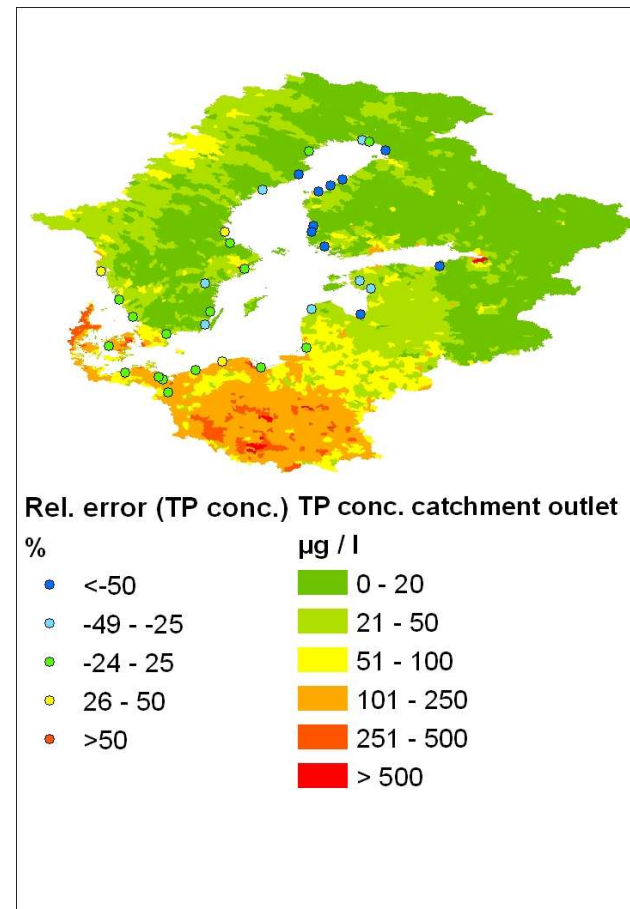 Rel. error (TP conc.)
%
<-50
-49 - -25
-24 - 25
26 - 50
>50
TP conc. catchment outlet
µg / l
0 - 20
21 - 50
51 - 100
101 - 250
251 - 500
> 500